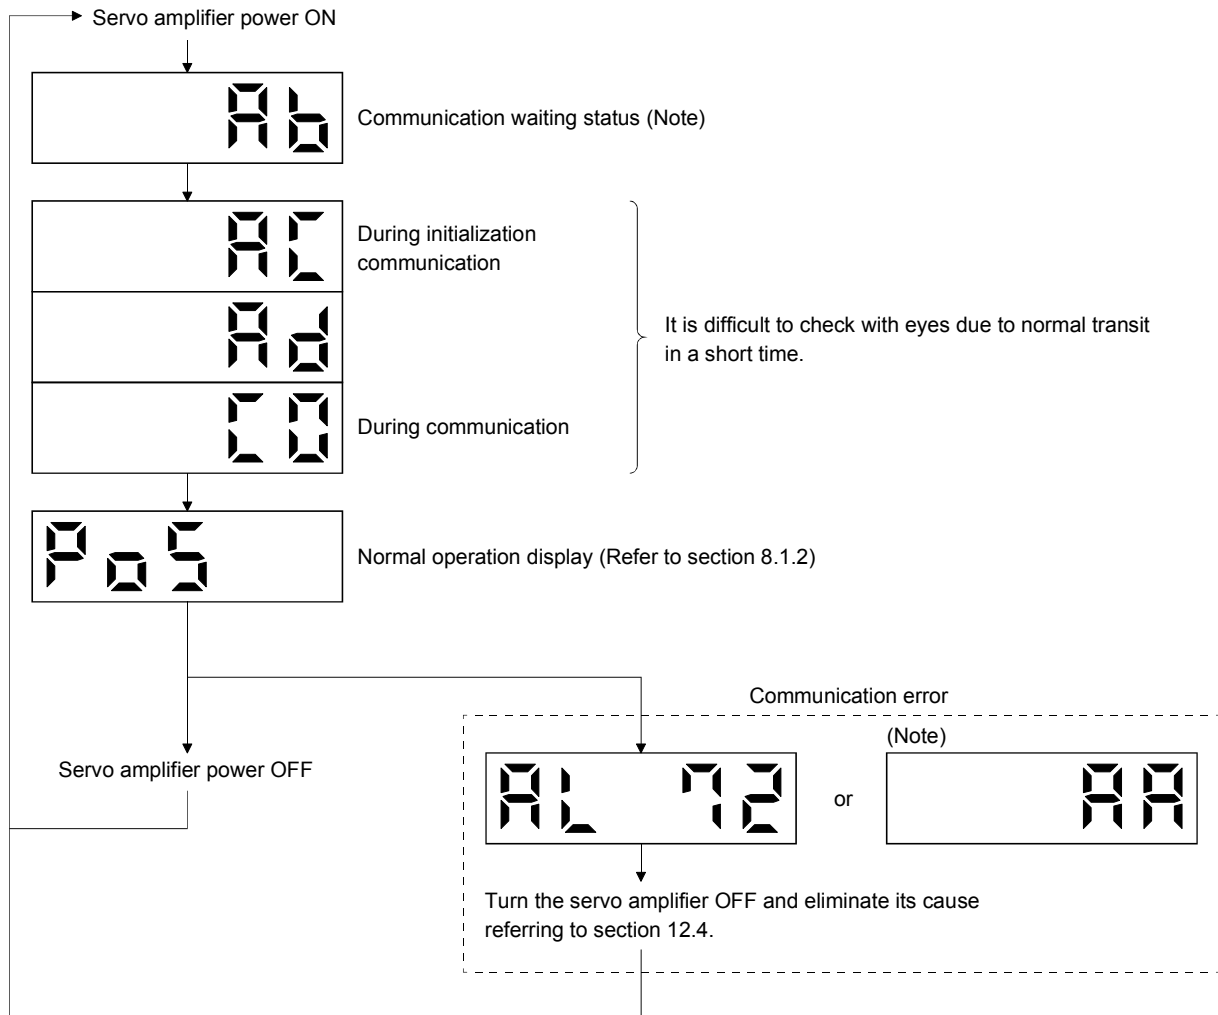 Servo amplifier power ON
Ab
Communication waiting status (Note)
AC
During initialization
communication
Ad
It is difficult to check with eyes due to normal transit
in a short time.
C0
During communication
PoS
Normal operation display (Refer to section 8.1.2)
Communication error
(Note)
Servo amplifier power OFF
AL 72
or
AA
Turn the servo amplifier OFF and eliminate its cause
referring to section 12.4.